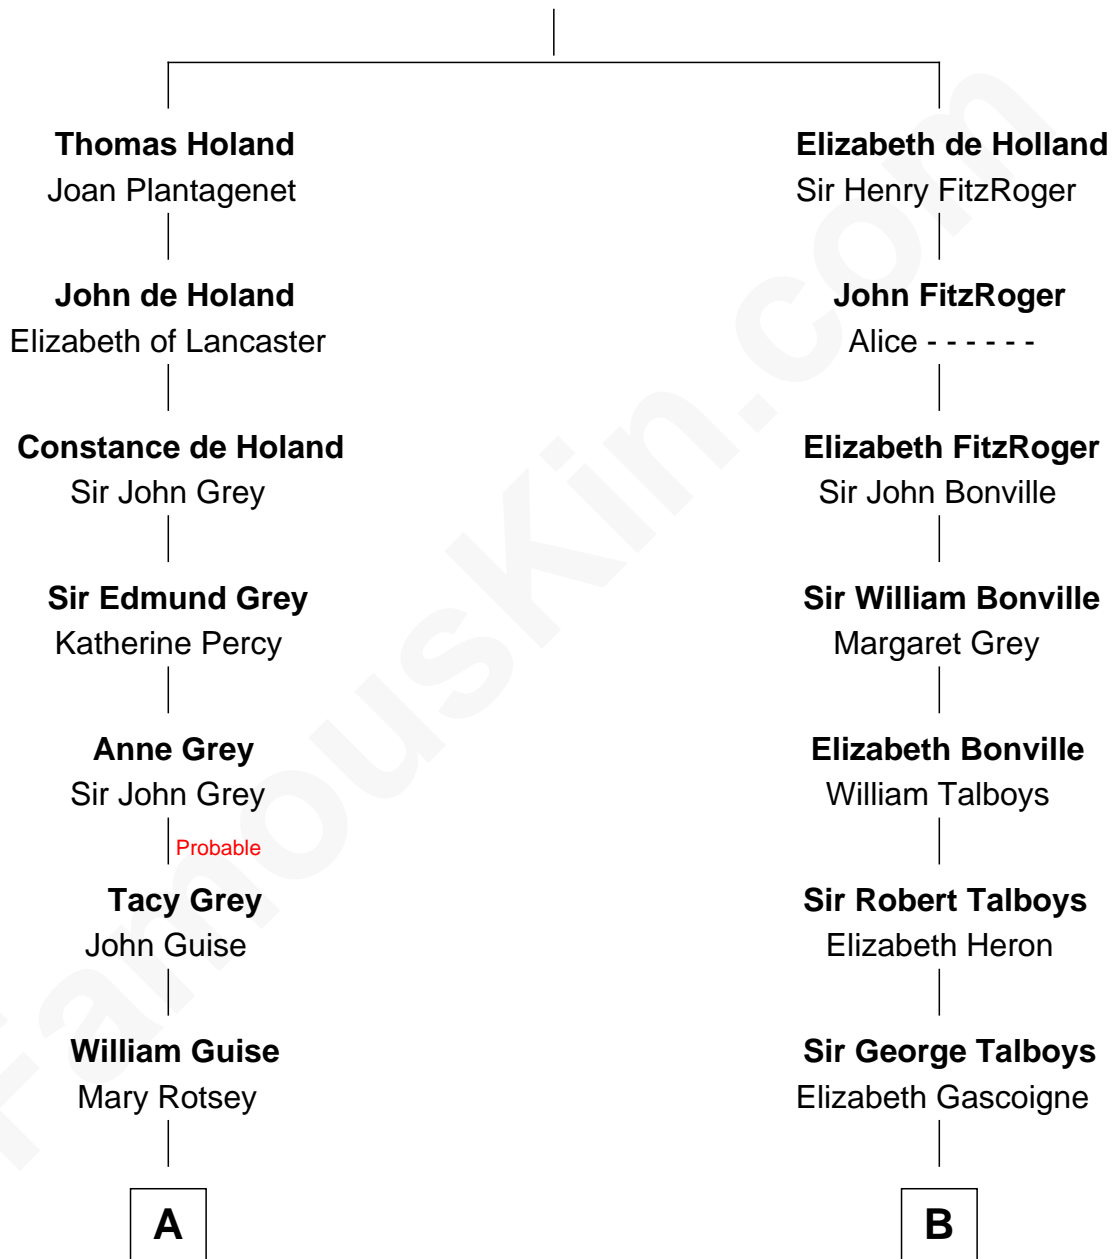 Thomas Holand
Joan Plantagenet
John de Holand
Elizabeth of Lancaster
Constance de Holand
Sir John Grey
Sir Edmund Grey
Katherine Percy
Anne Grey
Sir John Grey
Probable
Tacy Grey
John Guise
William Guise
Mary Rotsey
A
Elizabeth de Holland
Sir Henry FitzRoger
John FitzRoger
Alice - - - - - -
Elizabeth FitzRoger
Sir John Bonville
Sir William Bonville
Margaret Grey
Elizabeth Bonville
William Talboys
Sir Robert Talboys
Elizabeth Heron
Sir George Talboys
Elizabeth Gascoigne
B
FamousKin.com